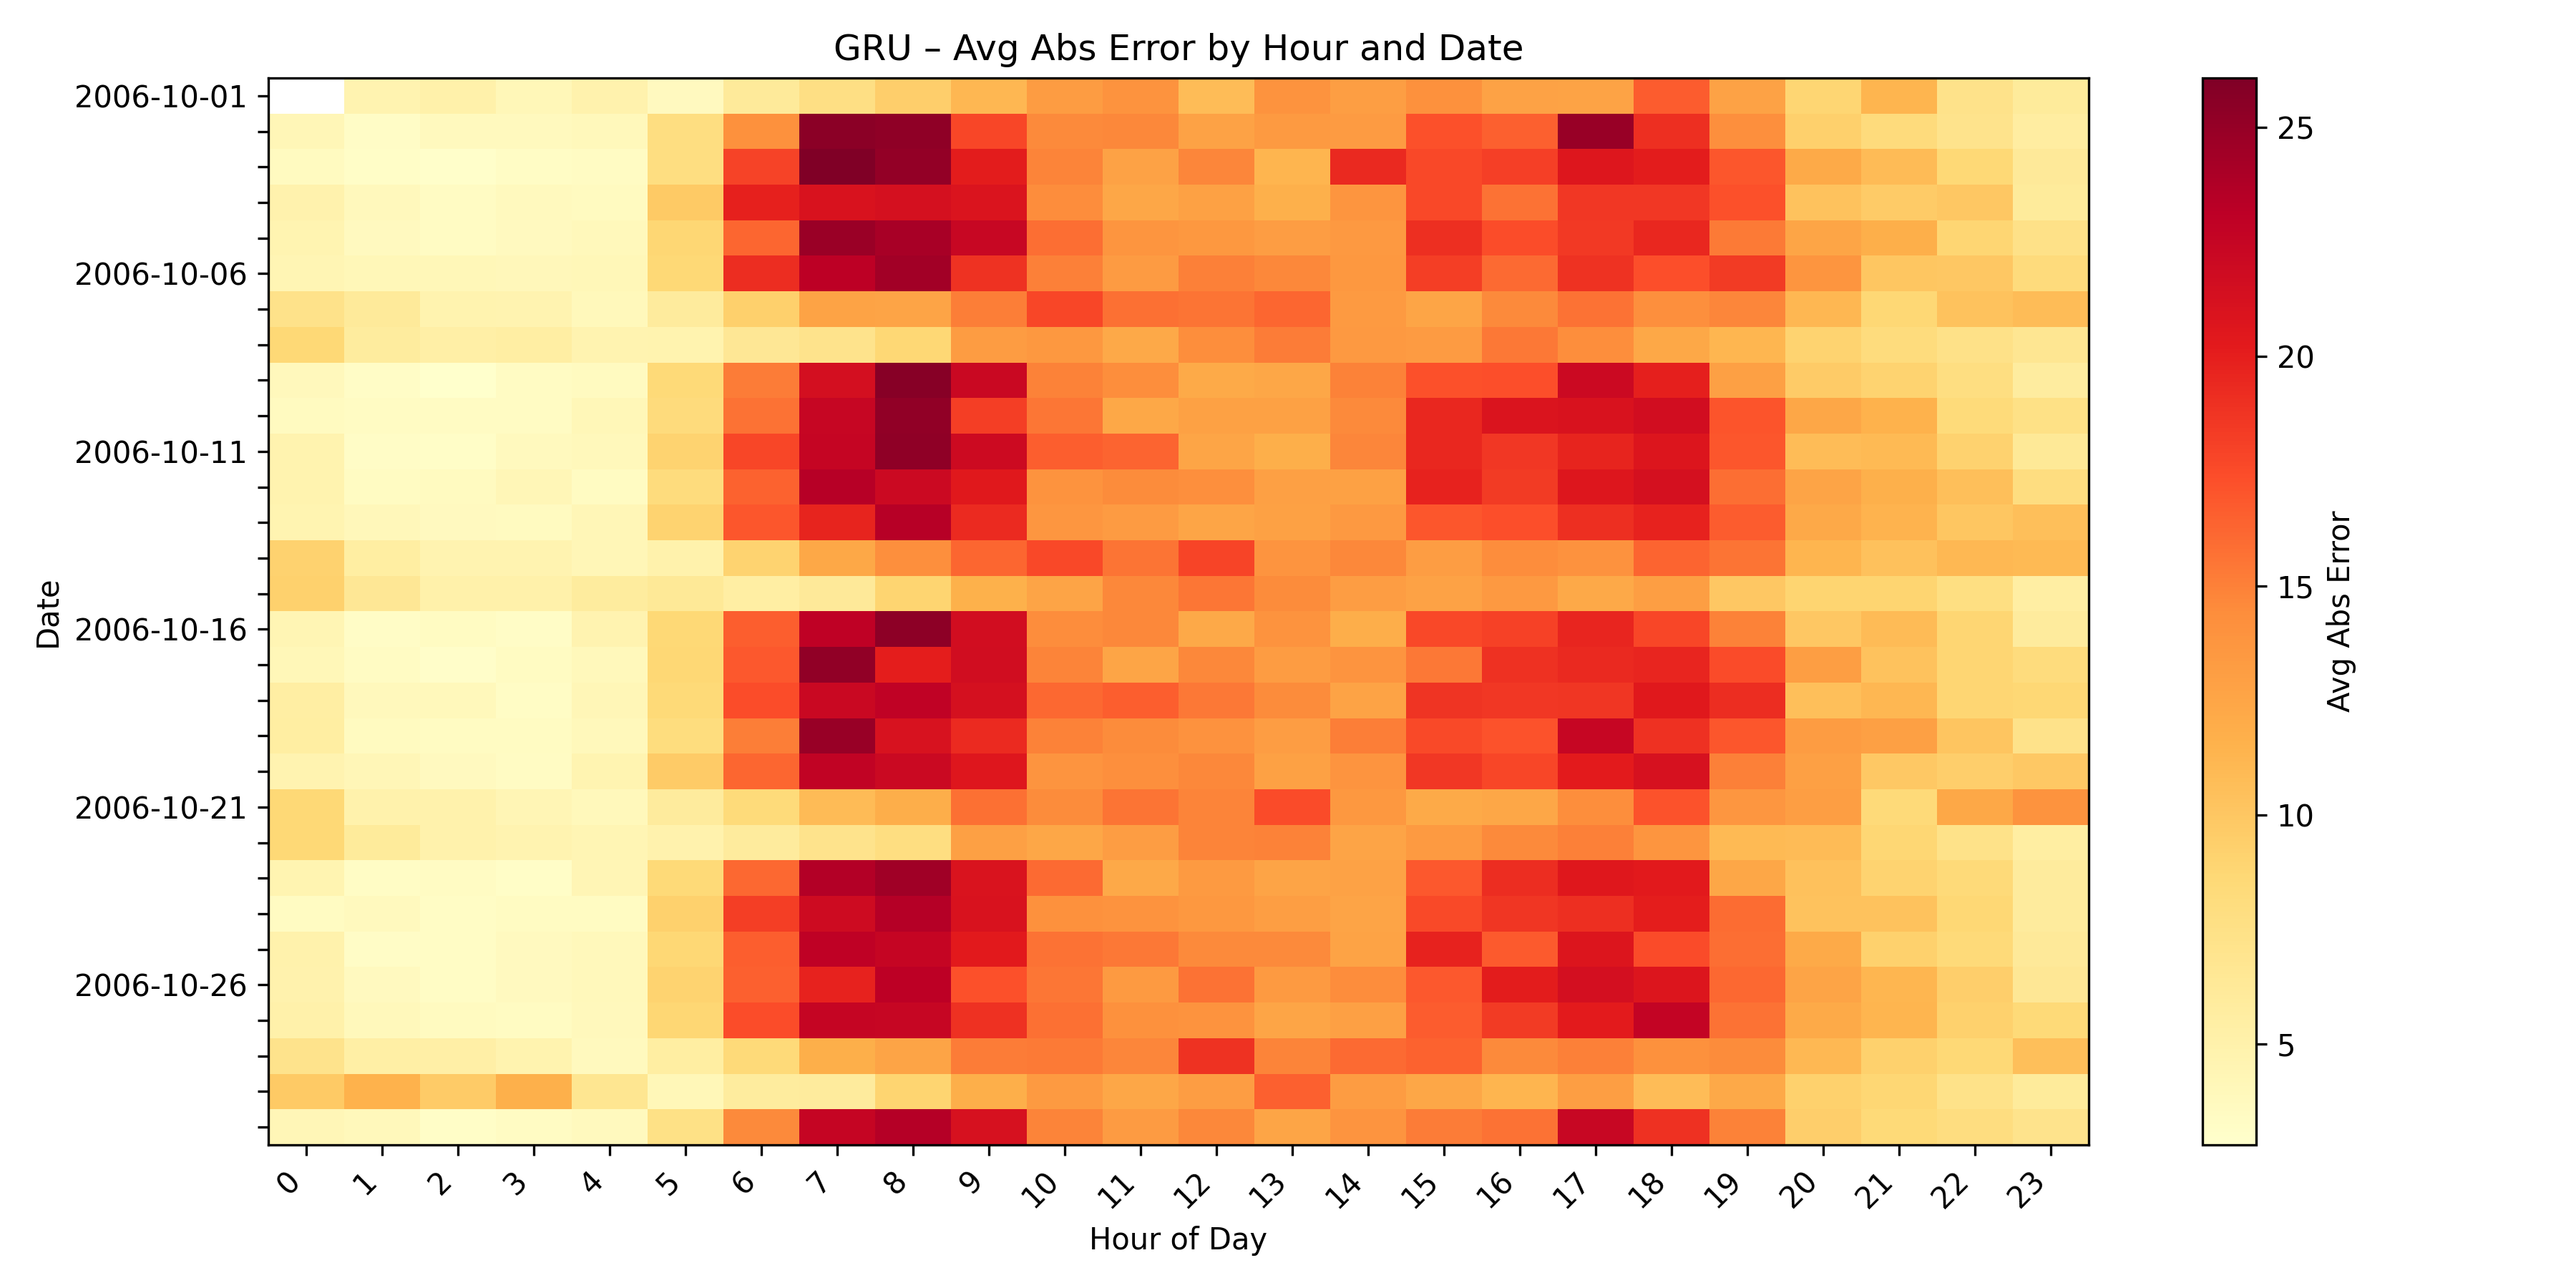 GRU – Avg Abs Error by Hour and Date
2006-10-01
2006-10-06
2006-10-11
2006-10-16
2006-10-21
2006-10-26
Date
0 1 2 3 4 5 6 7 8 9 10 11 12 13 14 15 16 17 18 19 20 21 22 23
Hour of Day
25
20
15
10
5
Avg Abs Error